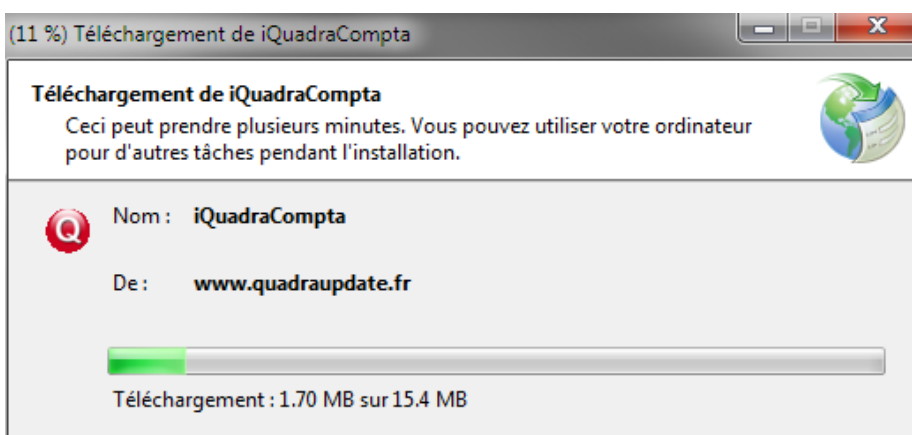 (11 %) Téléchargement de iQuadraCompta
Téléchargement de iQuadraCompta
Ceci peut prendre plusieurs minutes. Vous pouvez utiliser votre ordinateur
pour d'autres tâches pendant l'installation.
Q
Nom : iQuadraCompta
De : www.quadraupdate.fr
Téléchargement : 1.70 MB sur 15.4 MB